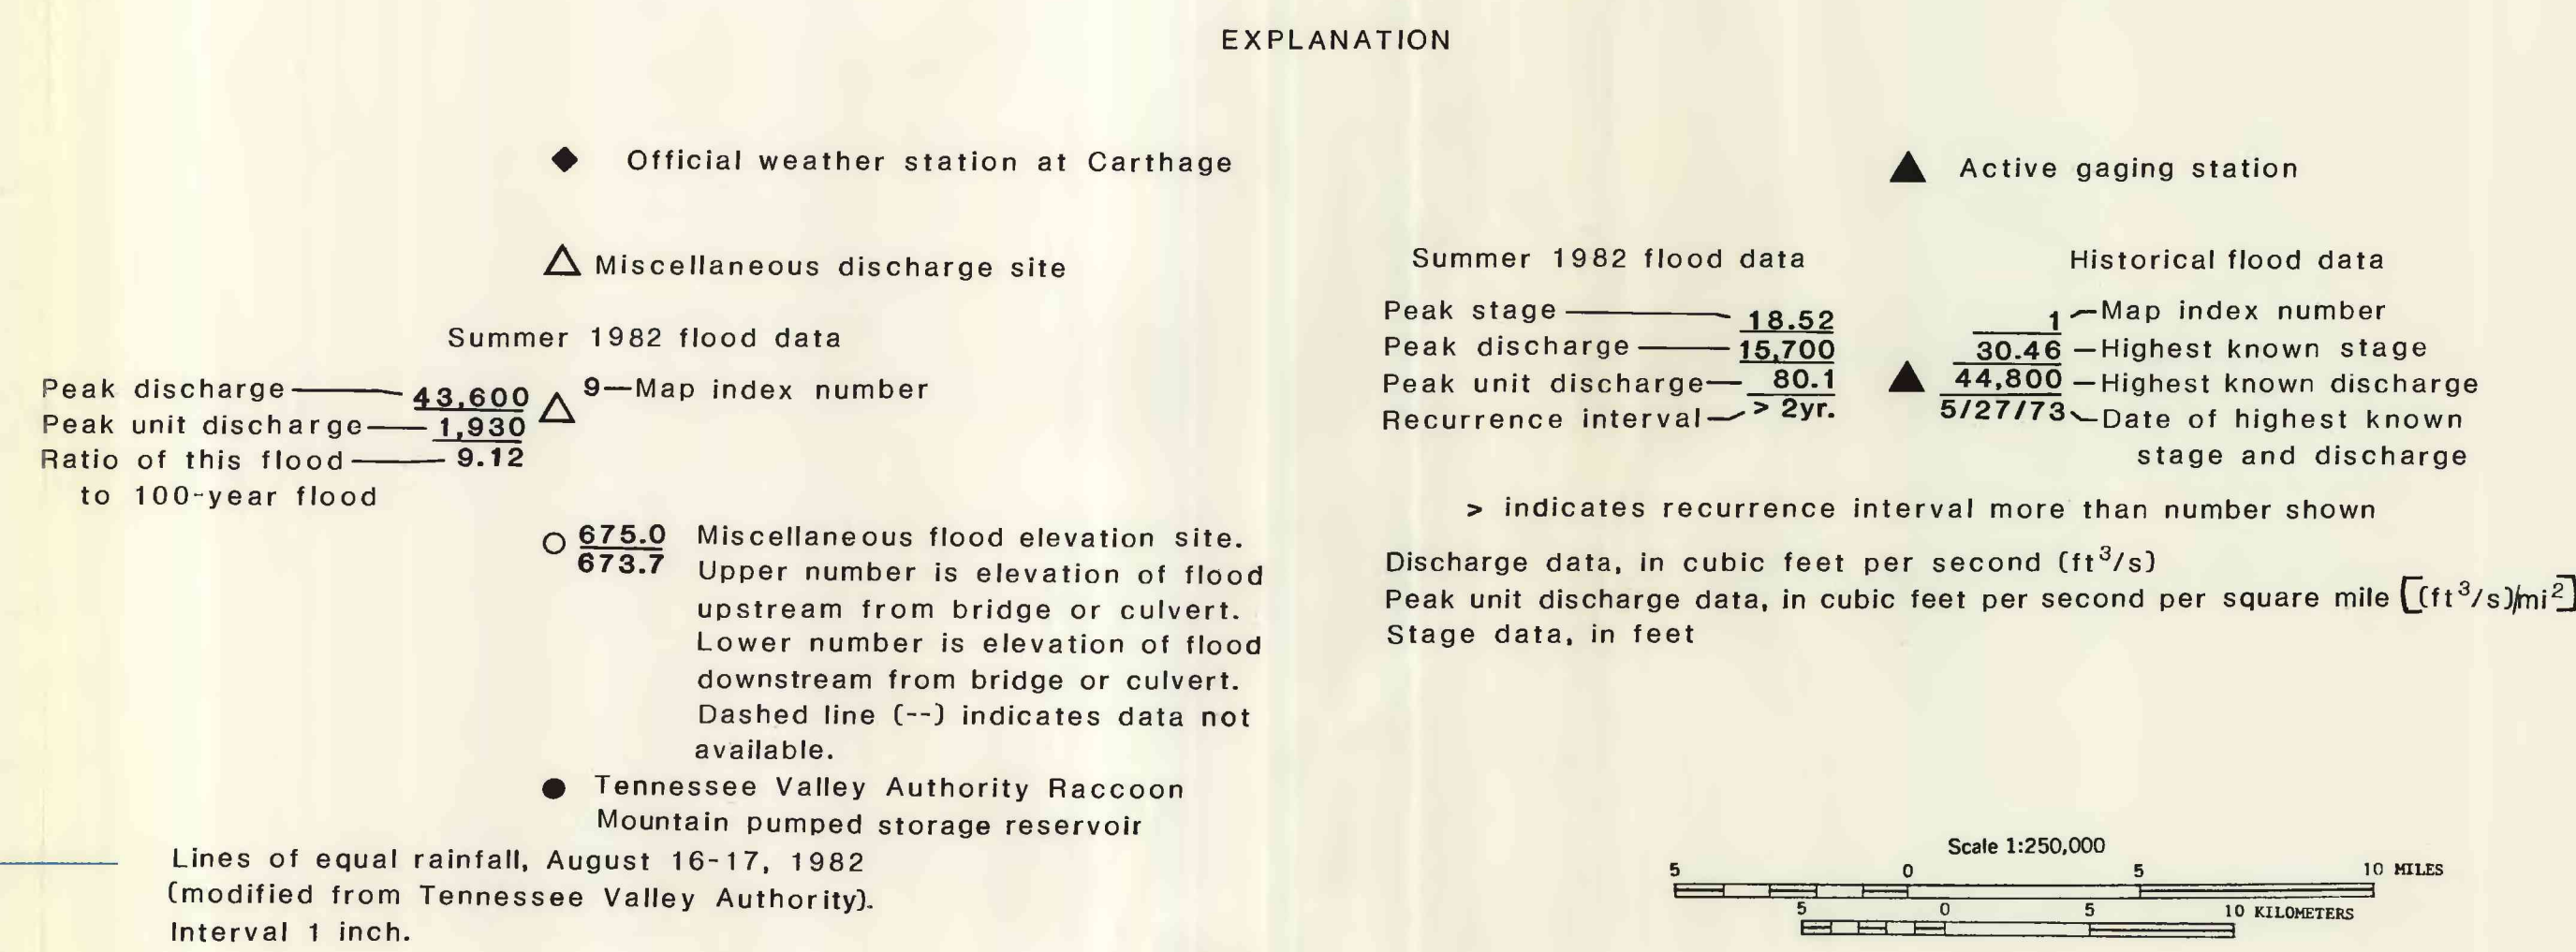 EXPLANATION
Official weather station at Carthage
Miscellaneous discharge site
Summer 1982 flood data
Peak discharge 43,600 9—Map index number
Peak unit discharge 1,930
Ratio of this flood 9.12
to 100-year flood
675.0 Miscellaneous flood elevation site.
673.7 Upper number is elevation of flood
upstream from bridge or culvert.
Lower number is elevation of flood
downstream from bridge or culvert.
Dashed line (--) indicates data not
available.
Tennessee Valley Authority Raccoon
Mountain pumped storage reservoir
Lines of equal rainfall, August 16-17, 1982
(modified from Tennessee Valley Authority).
Interval 1 inch.
Active gaging station
Summer 1982 flood data Historical flood data
Peak stage 18.52 1 Map index number
Peak discharge 15,700 30.46 Highest known stage
Peak unit discharge 80.1 44,800 Highest known discharge
Recurrence interval > 2yr. 5/27/73 Date of highest known
stage and discharge
> indicates recurrence interval more than number shown
Discharge data, in cubic feet per second (ft³/s)
Peak unit discharge data, in cubic feet per second per square mile [(ft³/s)/mi²]
Stage data, in feet
Scale 1:250,000
5 0 5 10 MILES
5 0 5 10 KILOMETERS